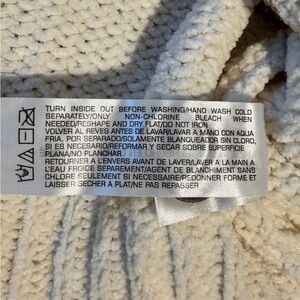 TURN INSIDE OUT BEFORE WASHING/HAND WASH COLD
SEPARATELY/ONLY NON-CHLORINE BLEACH WHEN
NEEDED/RESHAPE AND DRY FLAT/DO NOT IRON
VOLVER AL REVES ANTES DE LAVAR/LAVAR A MANO CON AQUA
FRIA, POR SEPARADO/SOLAMENTE BLANQUEADOR SIN CLORO,
SI ES NECESARIO/REFORMAR Y SECAR SOBRE SUPERFICIE
PLANA/NO PLANCHAR
RETOURNER A L'ENVERS AVANT DE LAVER/LAVER A LA MAIN A
L'EAU FROIDE SEPAREMENT/AGENT DE BLANCHIMENT SANS
CHLORE SEULEMENT SI NECESSAIRE/REDONNER FORME ET
LAISSER SECHER A PLAT/NE PAS REPASSER